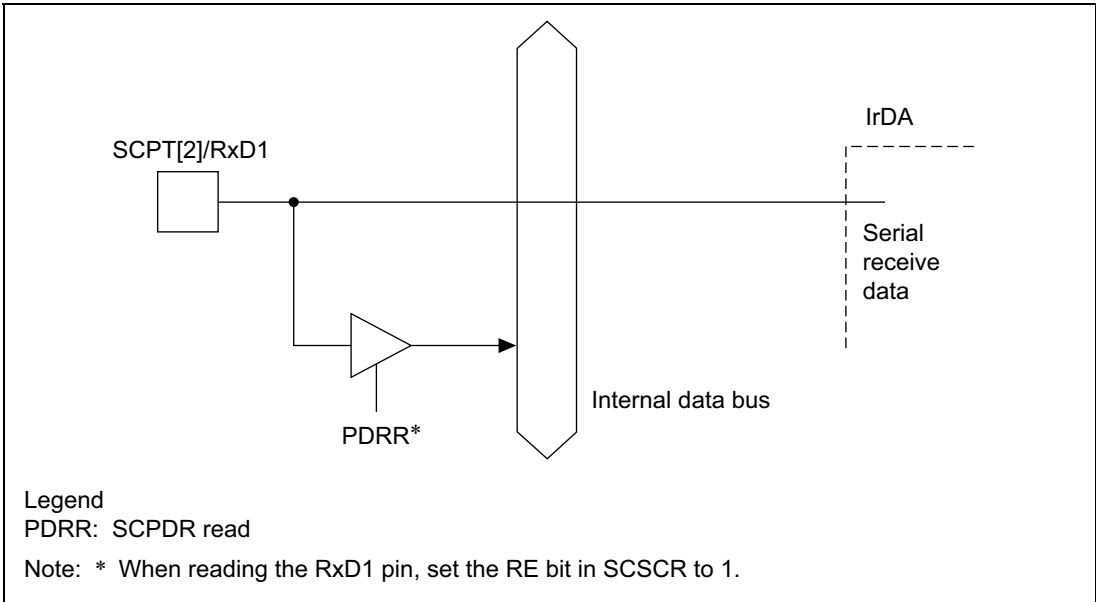 SCPT[2]/RxD1
IrDA
Serial
receive
data
Internal data bus
PDRR*
Legend
PDRR: SCPDR read
Note: * When reading the RxD1 pin, set the RE bit in SCSCR to 1.